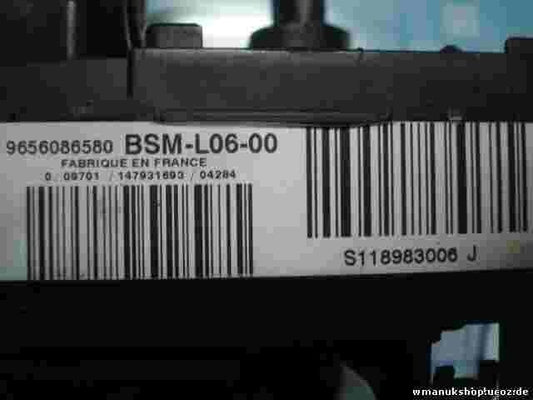 9656086580 BSM-L06-00
FABRIQUE EN FRANCE
0 09701 / 147931693 / 04284
S118983006 J
wmanukshop.ucoz.de